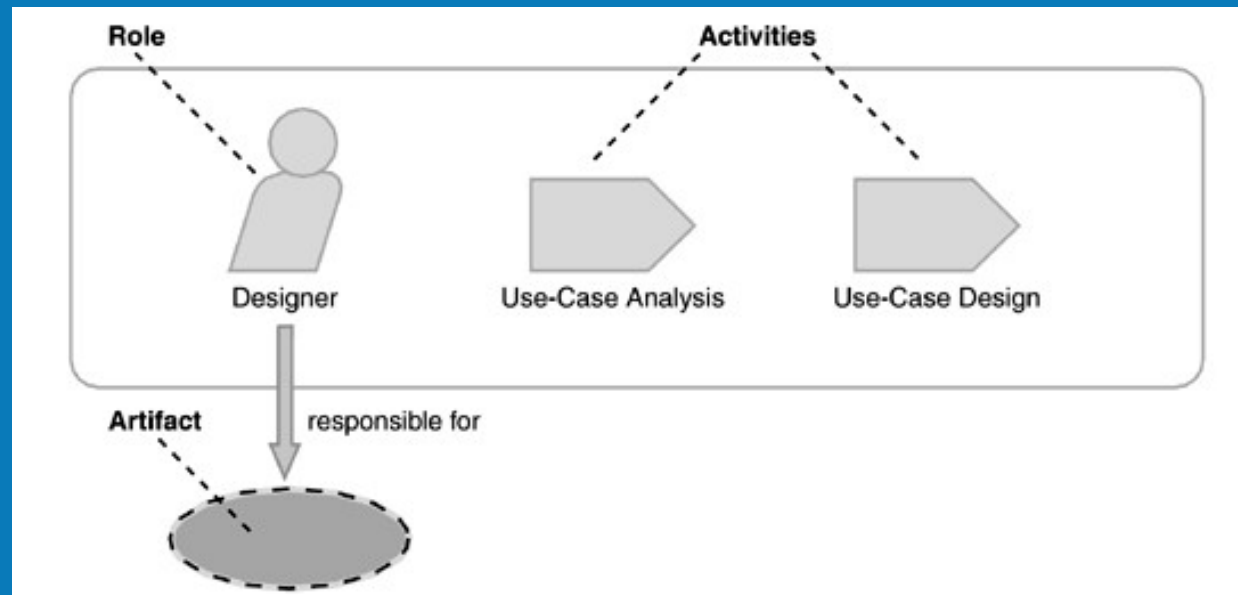 Role
Activities
Designer
Use-Case Analysis
Use-Case Design
Artifact
responsible for